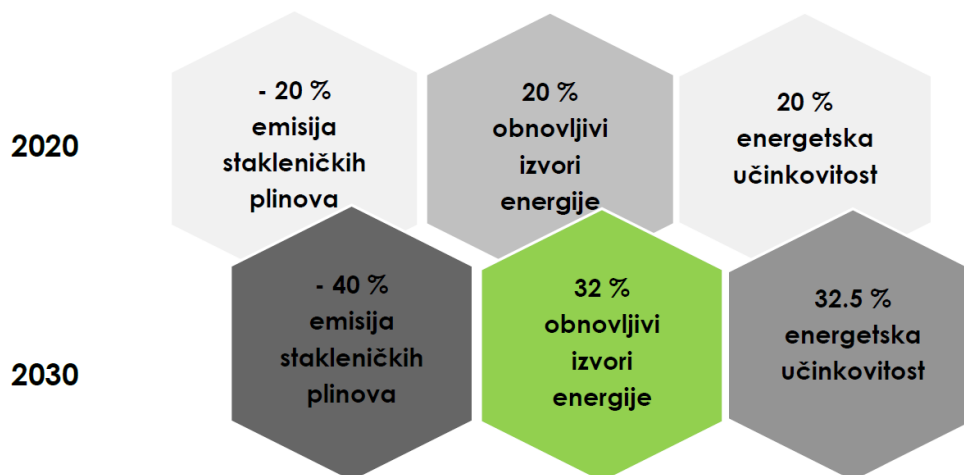 2020
- 20 %
emisija
stakleničkih
plinova
20 %
obnovljivi
izvori
energije
20 %
energetska
učinkovitost
2030
- 40 %
emisija
stakleničkih
plinova
32 %
obnovljivi
izvori
energije
32.5 %
energetska
učinkovitost